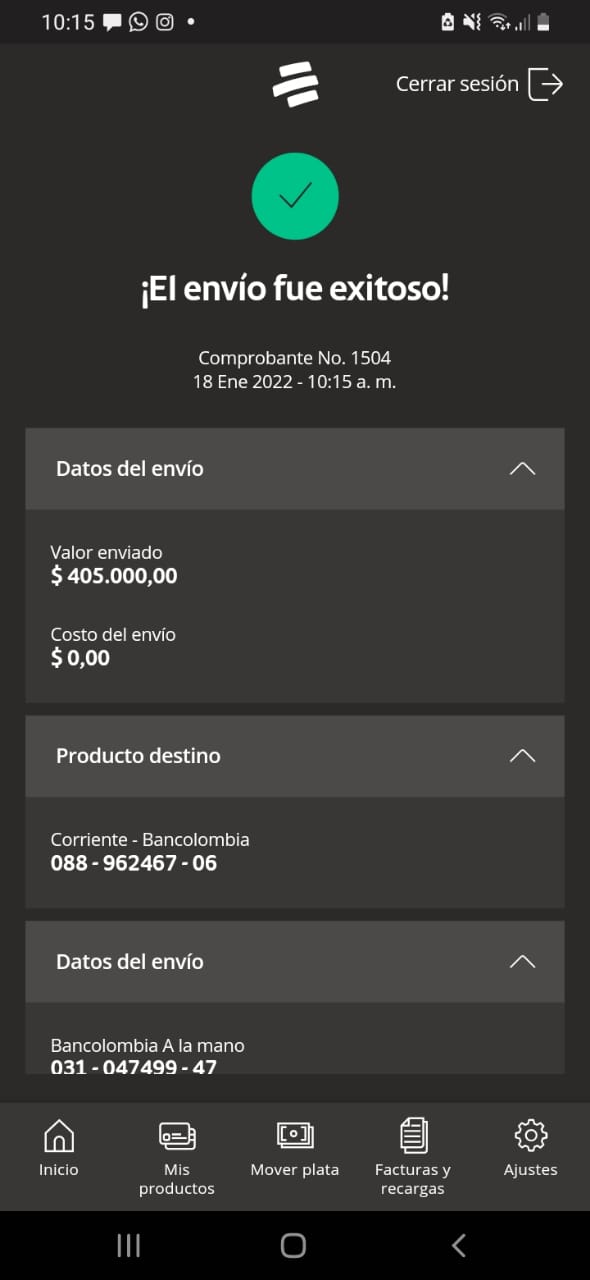 10:15
Cerrar sesión
¡El envío fue exitoso!
Comprobante No. 1504
18 Ene 2022 - 10:15 a. m.
Datos del envío
Valor enviado
$ 405.000,00
Costo del envío
$ 0,00
Producto destino
Corriente - Bancolombia
088 - 962467 - 06
Datos del envío
Bancolombia A la mano
031 - 047499 - 47
Inicio
Mis
productos
Mover plata
Facturas y
recargas
Ajustes